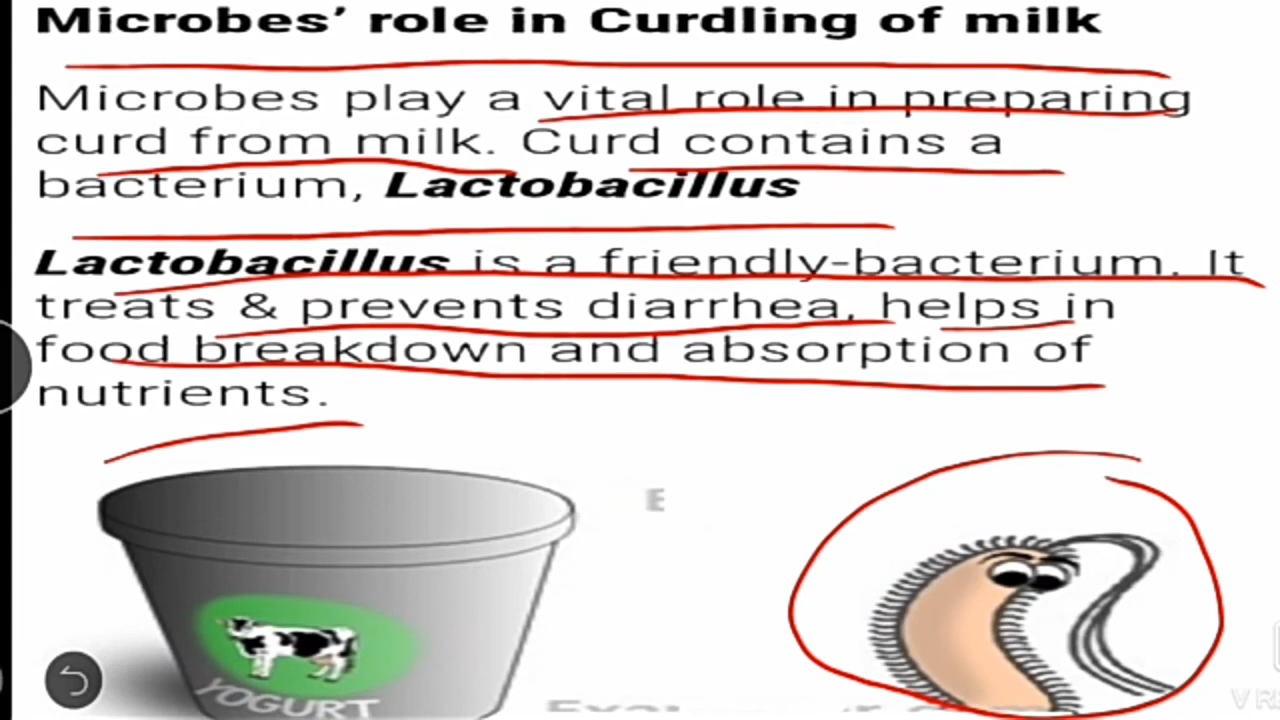 Microbes’ role in Curdling of milk
Microbes play a vital role in preparing
curd from milk. Curd contains a
bacterium, Lactobacillus
Lactobacillus is a friendly-bacterium. It
treats & prevents diarrhea, helps in
food breakdown and absorption of
nutrients.
YOGURT